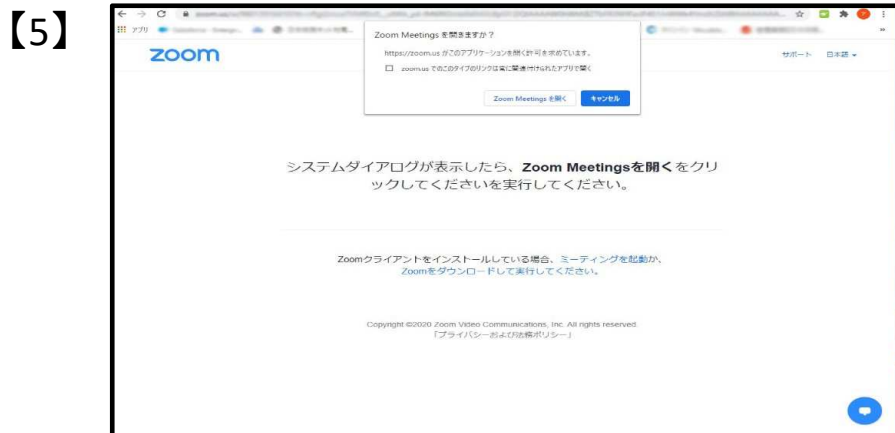 【5】
アプリ
Zoom Meetings を開きますか？
https://zoom.us がこのアプリケーションを開く許可を求めています。
zoom.us でのこのタイプのリンクは常に関連付けられたアプリで開く
Zoom Meetings を開く キャンセル
zoom
サポート 日本語
システムダイアログが表示したら、Zoom Meetingsを開くをクリ
ックしてくださいを実行してください。
Zoomクライアントをインストールしている場合、ミーティングを起動か、
Zoomをダウンロードして実行してください。
Copyright ©2020 Zoom Video Communications, Inc. All rights reserved.
「プライバシーおよび法務ポリシー」